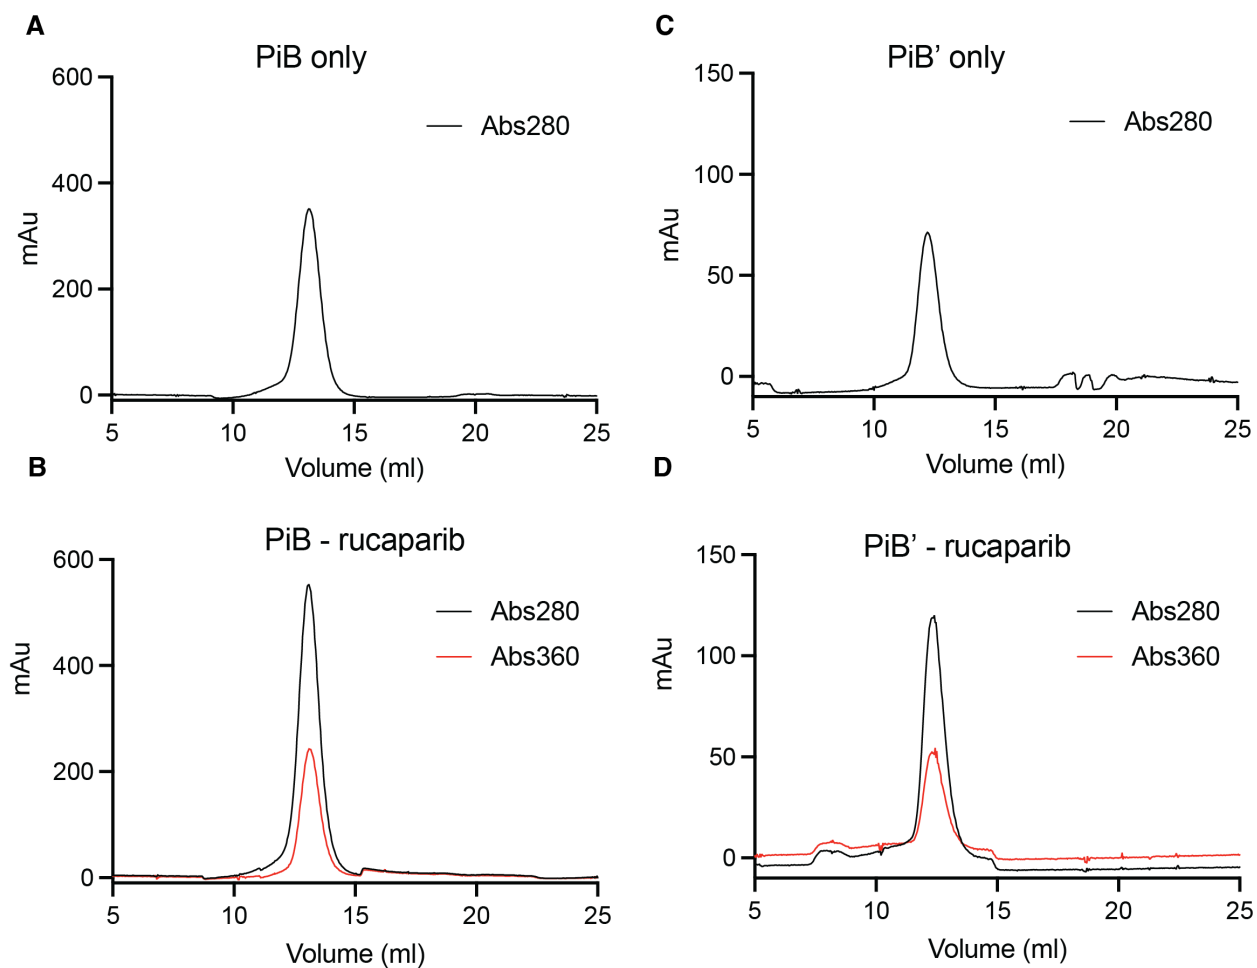 A
PiB only
600
400
200
0
mAu
Abs280
5 10 15 20 25
Volume (ml)
C
PiB’ only
150
100
50
0
mAu
Abs280
5 10 15 20 25
Volume (ml)
B
PiB - rucaparib
600
400
200
0
mAu
Abs280
Abs360
5 10 15 20 25
Volume (ml)
D
PiB’ - rucaparib
150
100
50
0
mAu
Abs280
Abs360
5 10 15 20 25
Volume (ml)